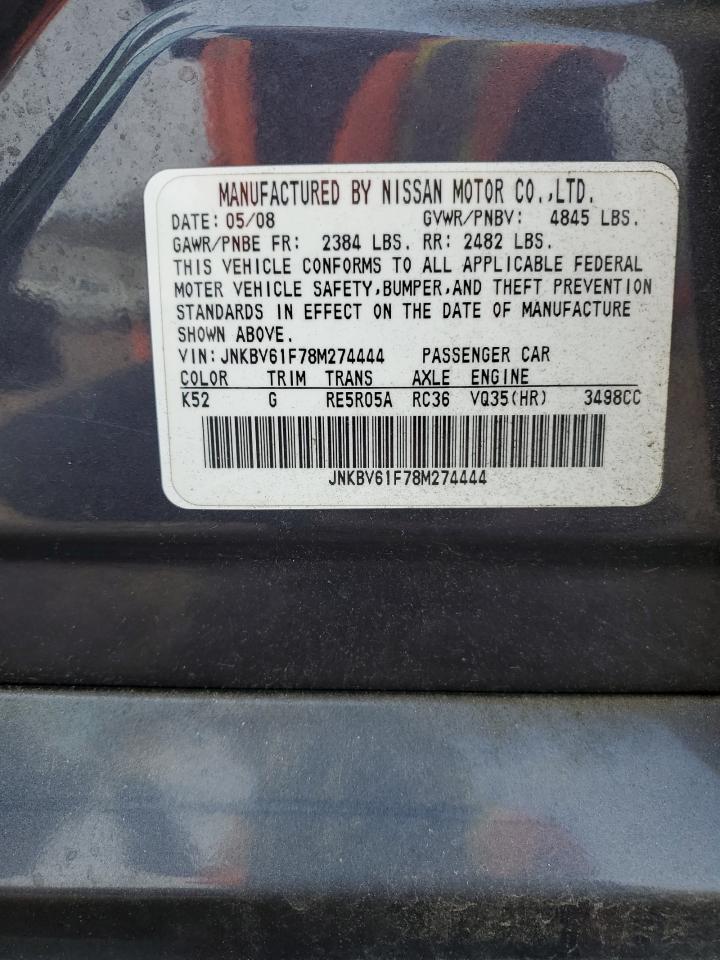 MANUFACTURED BY NISSAN MOTOR CO.,LTD.
DATE: 05/08 GVWR/PNBV: 4845 LBS.
GAWR/PNBE FR: 2384 LBS. RR: 2482 LBS.
THIS VEHICLE CONFORMS TO ALL APPLICABLE FEDERAL
MOTER VEHICLE SAFETY,BUMPER,AND THEFT PREVENTION
STANDARDS IN EFFECT ON THE DATE OF MANUFACTURE
SHOWN ABOVE.
VIN: JNKBV61F78M274444 PASSENGER CAR
COLOR TRIM TRANS AXLE ENGINE
K52 G RE5R05A RC36 VQ35(HR) 3498CC
JNKBV61F78M274444